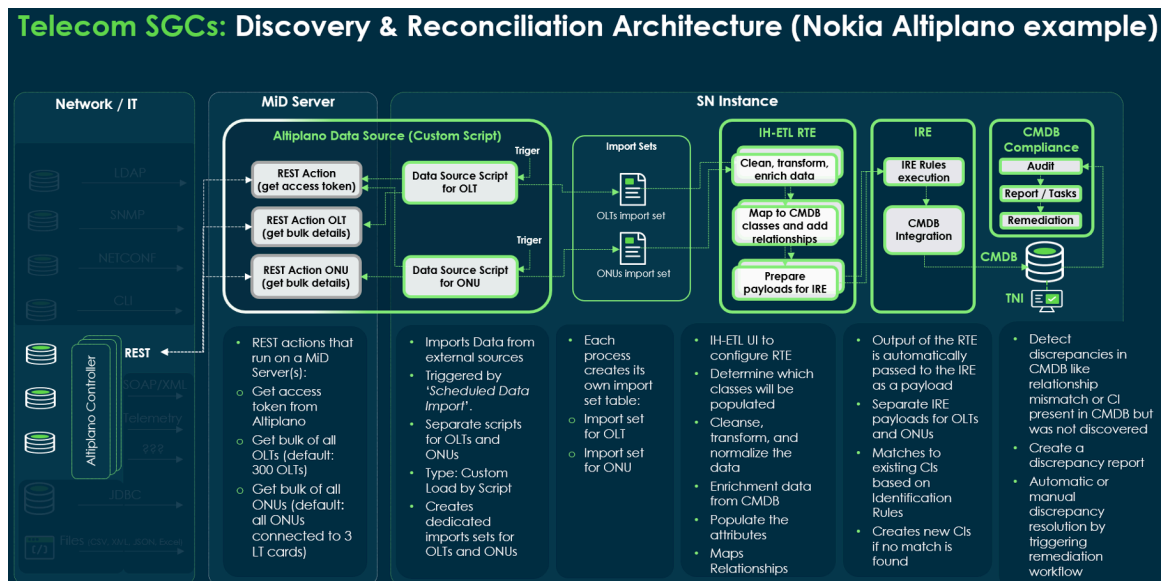 Telecom SGCs: Discovery & Reconciliation Architecture (Nokia Altiplano example)
Network / IT
LDAP
SNMP
NETCONF
CLI
Altiplano Controller
REST
SOAP/XML
Telemetry
???
JDBC
Files (CSV, XML, JSON, Excel)
MiD Server
SN Instance
Altiplano Data Source (Custom Script)
REST Action
(get access token)
REST Action OLT
(get bulk details)
REST Action ONU
(get bulk details)
Triger
Data Source Script
for OLT
Triger
Data Source Script
for ONU
Import Sets
OLTs import set
ONUs import set
IH-ETL RTE
Clean, transform,
enrich data
Map to CMDB
classes and add
relationships
Prepare
payloads for IRE
IRE
IRE Rules
execution
CMDB
Integration
CMDB
Compliance
Audit
Report / Tasks
Remediation
CMDB
TNI
• REST actions that
run on a MiD
Server(s):
o Get access
token from
Altiplano
o Get bulk of all
OLTs (default:
300 OLTs)
o Get bulk of all
ONUs (default:
all ONUs
connected to 3
LT cards)
• Imports Data from
external sources
• Triggered by
‘Scheduled Data
Import’.
• Separate scripts
for OLTs and
ONUs
• Type: Custom
Load by Script
• Creates
dedicated
imports sets for
OLTs and ONUs
• Each
process
creates its
own import
set table:
o Import set
for OLT
o Import set
for ONU
• IH-ETL UI to
configure RTE
• Determine which
classes will be
populated
• Cleanse,
transform, and
normalize the
data
• Enrichment data
from CMDB
• Populate the
attributes
• Maps
Relationships
• Output of the RTE
is automatically
passed to the IRE
as a payload
• Separate IRE
payloads for OLTs
and ONUs
• Matches to
existing CIs
based on
Identification
Rules
• Creates new CIs
if no match is
found
• Detect
discrepancies in
CMDB like
relationship
mismatch or CI
present in CMDB but
was not discovered
• Create a
discrepancy report
• Automatic or
manual
discrepancy
resolution by
triggering
remediation
workflow